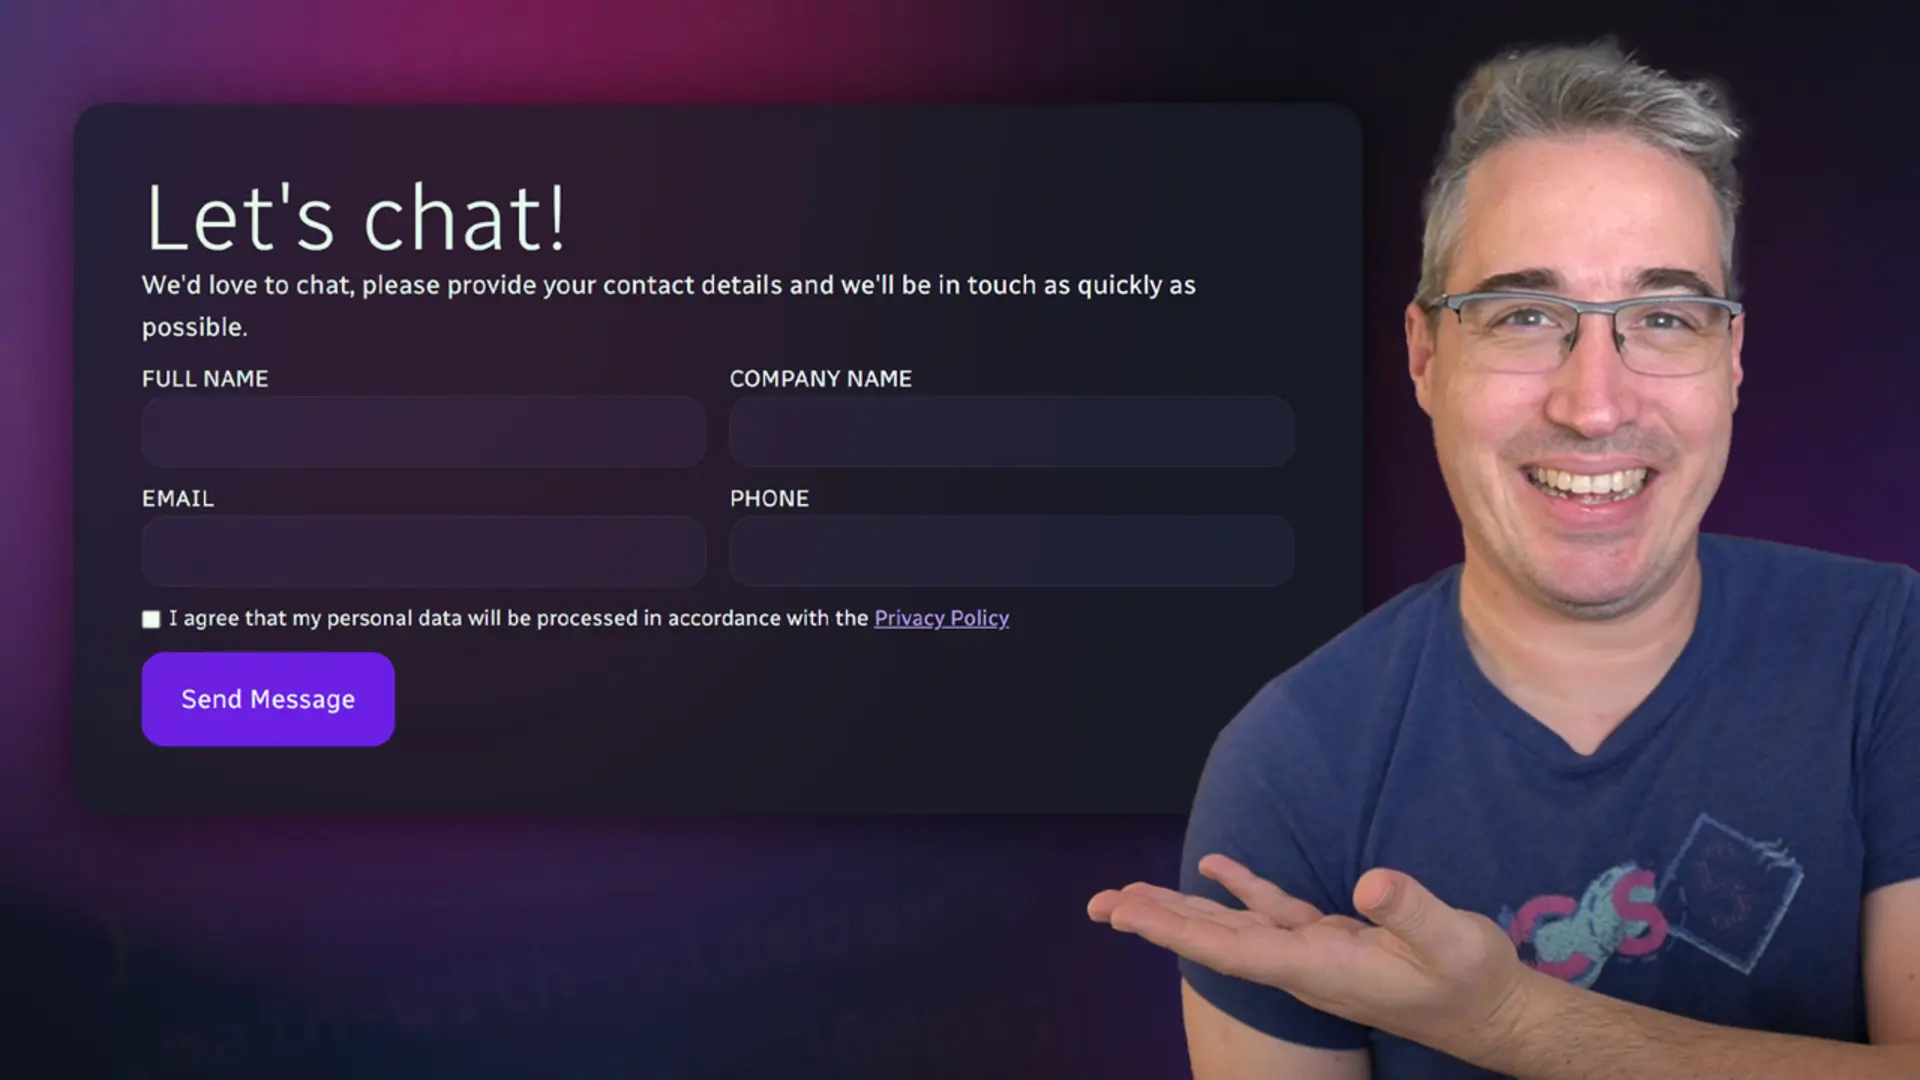 Let's chat!
We'd love to chat, please provide your contact details and we'll be in touch as quickly as
possible.
FULL NAME
COMPANY NAME
EMAIL
PHONE
I agree that my personal data will be processed in accordance with the Privacy Policy
Send Message